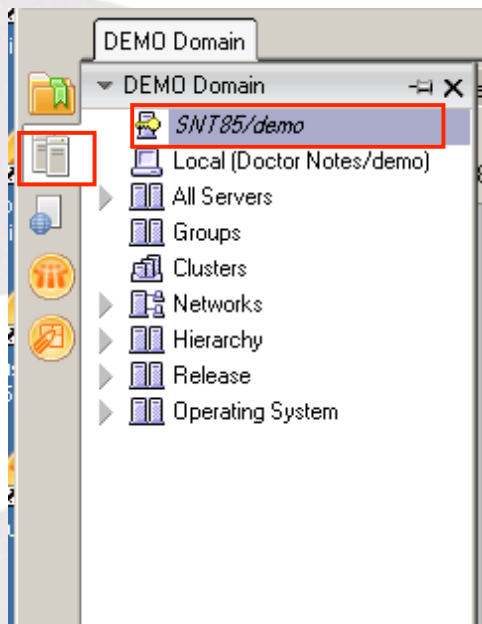 DEMO Domain
DEMO Domain
SNT85/demo
Local (Doctor Notes/demo)
All Servers
Groups
Clusters
Networks
Hierarchy
Release
Operating System